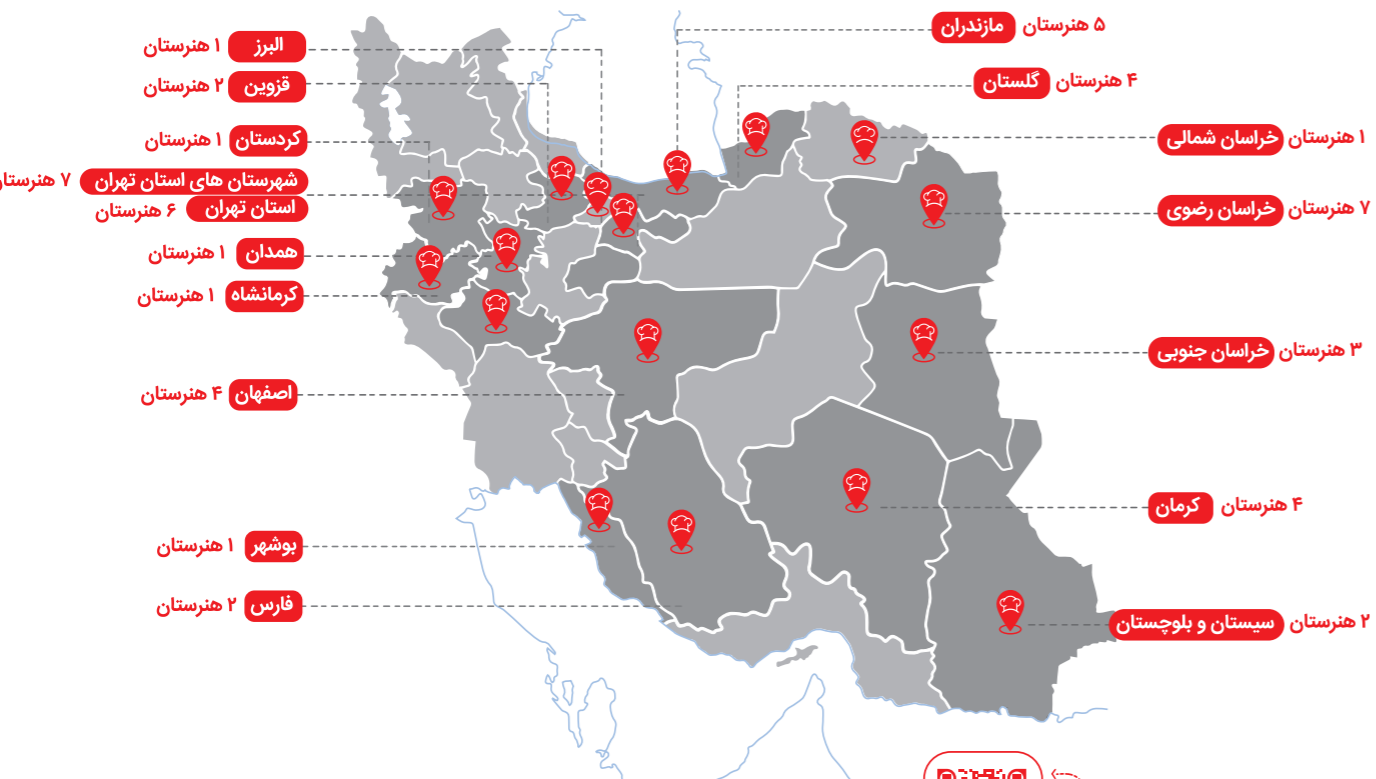 مازندران ۵ هنرستان
گلستان ۴ هنرستان
خراسان شمالی ۱ هنرستان
خراسان رضوی ۷ هنرستان
خراسان جنوبی ۳ هنرستان
کرمان ۴ هنرستان
سیستان و بلوچستان ۲ هنرستان
البرز ۱ هنرستان
قزوین ۲ هنرستان
کردستان ۱ هنرستان
شهرستان های استان تهران ۷ هنرستان
استان تهران ۶ هنرستان
همدان ۱ هنرستان
کرمانشاه ۱ هنرستان
اصفهان ۴ هنرستان
بوشهر ۱ هنرستان
فارس ۲ هنرستان